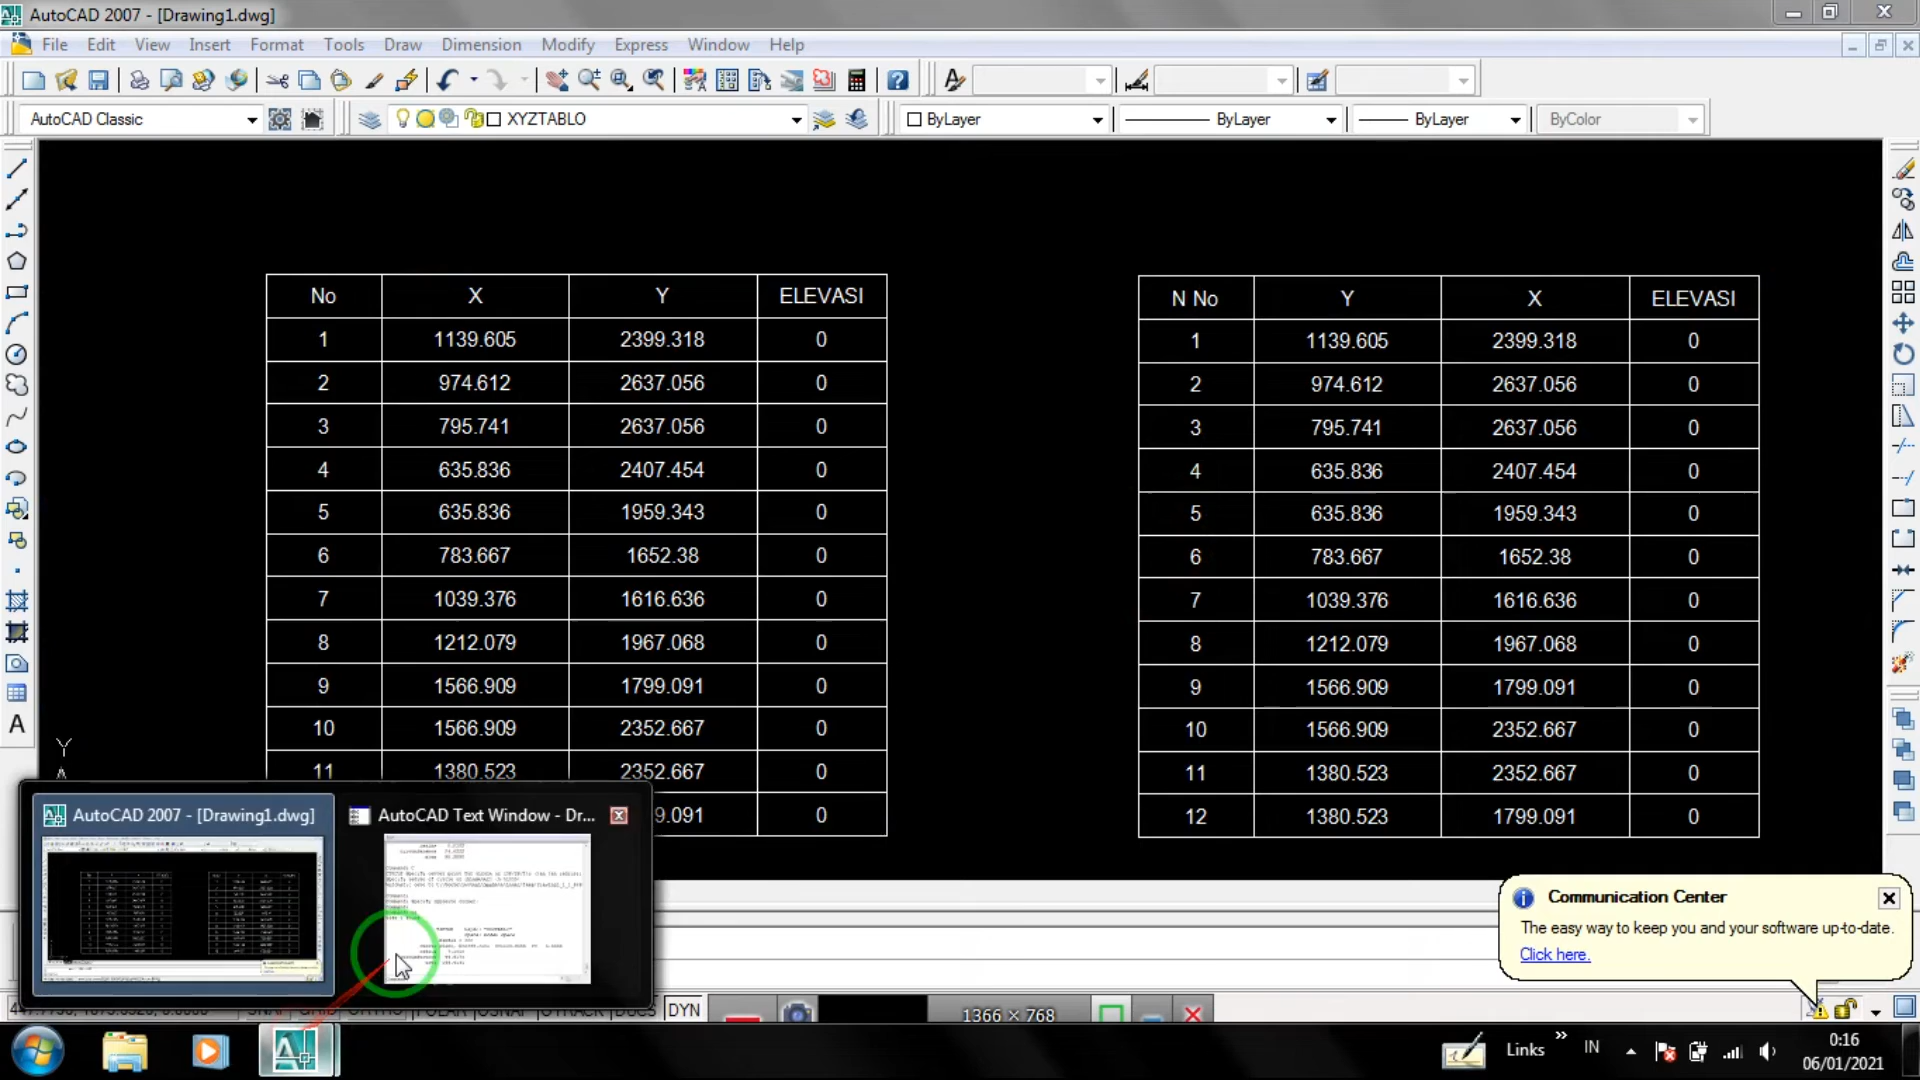 AutoCAD 2007 - [Drawing1.dwg]
File Edit View Insert Format Tools Draw Dimension Modify Express Window Help
AutoCAD Classic XYZTABLO ByLayer ByLayer ByLayer ByColor
No X Y ELEVASI
1 1139.605 2399.318 0
2 974.612 2637.056 0
3 795.741 2637.056 0
4 635.836 2407.454 0
5 635.836 1959.343 0
6 783.667 1652.38 0
7 1039.376 1616.636 0
8 1212.079 1967.068 0
9 1566.909 1799.091 0
10 1566.909 2352.667 0
11 1380.523 2352.667 0
9.091 0
N No Y X ELEVASI
1 1139.605 2399.318 0
2 974.612 2637.056 0
3 795.741 2637.056 0
4 635.836 2407.454 0
5 635.836 1959.343 0
6 783.667 1652.38 0
7 1039.376 1616.636 0
8 1212.079 1967.068 0
9 1566.909 1799.091 0
10 1566.909 2352.667 0
11 1380.523 2352.667 0
12 1380.523 1799.091 0
Y
AutoCAD 2007 - [Drawing1.dwg]
AutoCAD Text Window - Dr...
Communication Center
The easy way to keep you and your software up-to-date.
Click here.
DYN
1366 × 768
Links » IN
0:16
06/01/2021